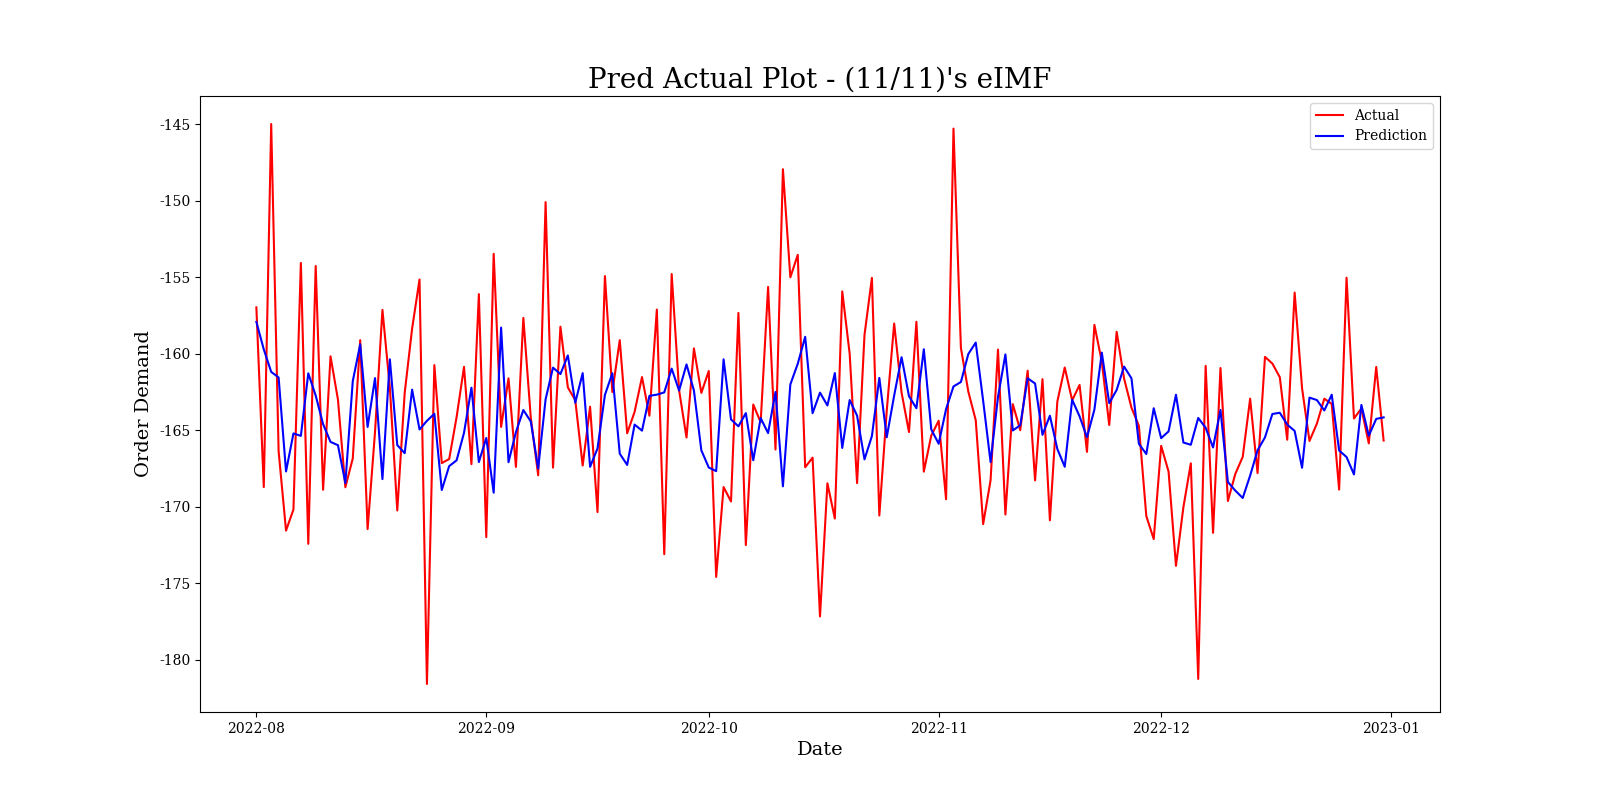 Pred Actual Plot - (11/11)'s eIMF
Actual
Prediction
Order Demand
-145
-150
-155
-160
-165
-170
-175
-180
2022-08 2022-09 2022-10 2022-11 2022-12 2023-01
Date